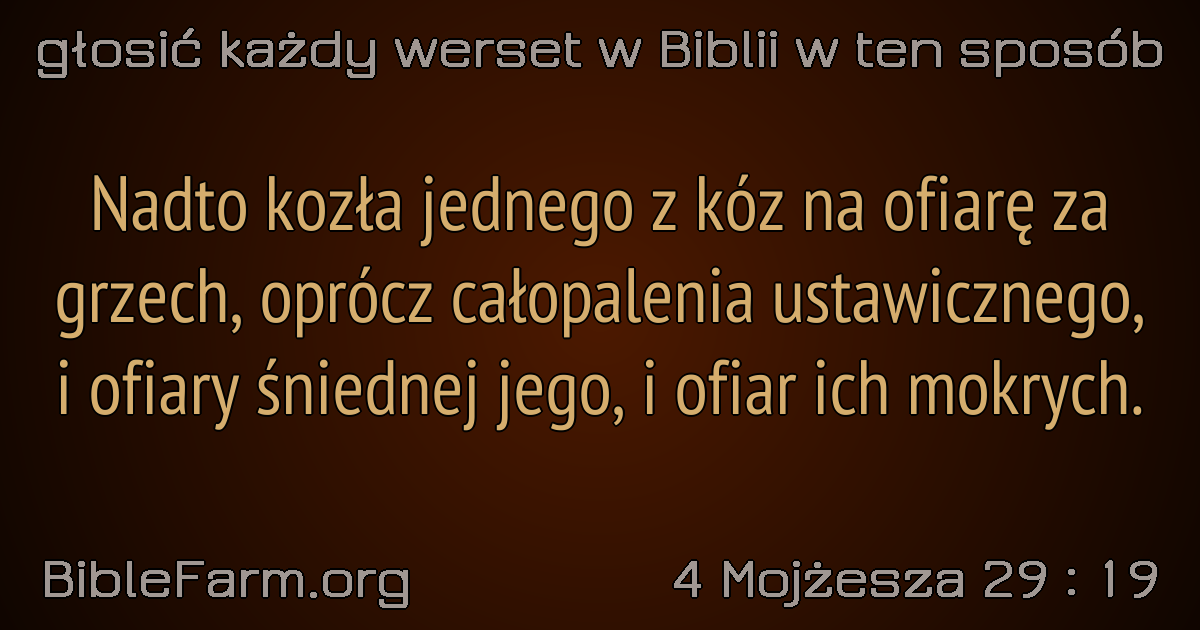 głosić każdy werset w Biblii w ten sposób
Nadto kozła jednego z kóz na ofiarę za
grzech, oprócz całopalenia ustawicznego,
i ofiary śniednej jego, i ofiar ich mokrych.
BibleFarm.org
4 Mojżesza 29 : 19